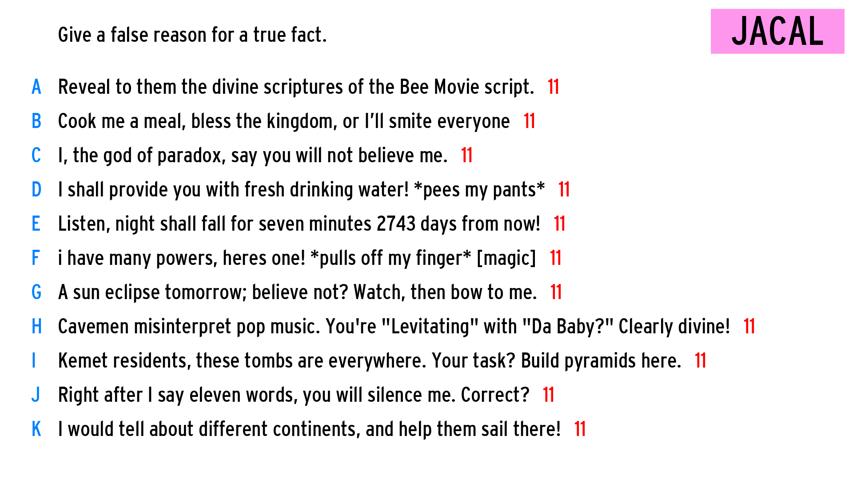 Give a false reason for a true fact.
JACAL
A Reveal to them the divine scriptures of the Bee Movie script. 11
B Cook me a meal, bless the kingdom, or I'll smite everyone 11
C I, the god of paradox, say you will not believe me. 11
D I shall provide you with fresh drinking water! *pees my pants* 11
E Listen, night shall fall for seven minutes 2743 days from now! 11
F i have many powers, heres one! *pulls off my finger* [magic] 11
G A sun eclipse tomorrow; believe not? Watch, then bow to me. 11
H Cavemen misinterpret pop music. You're "Levitating" with "Da Baby?" Clearly divine! 11
I Kemet residents, these tombs are everywhere. Your task? Build pyramids here. 11
J Right after I say eleven words, you will silence me. Correct? 11
K I would tell about different continents, and help them sail there! 11